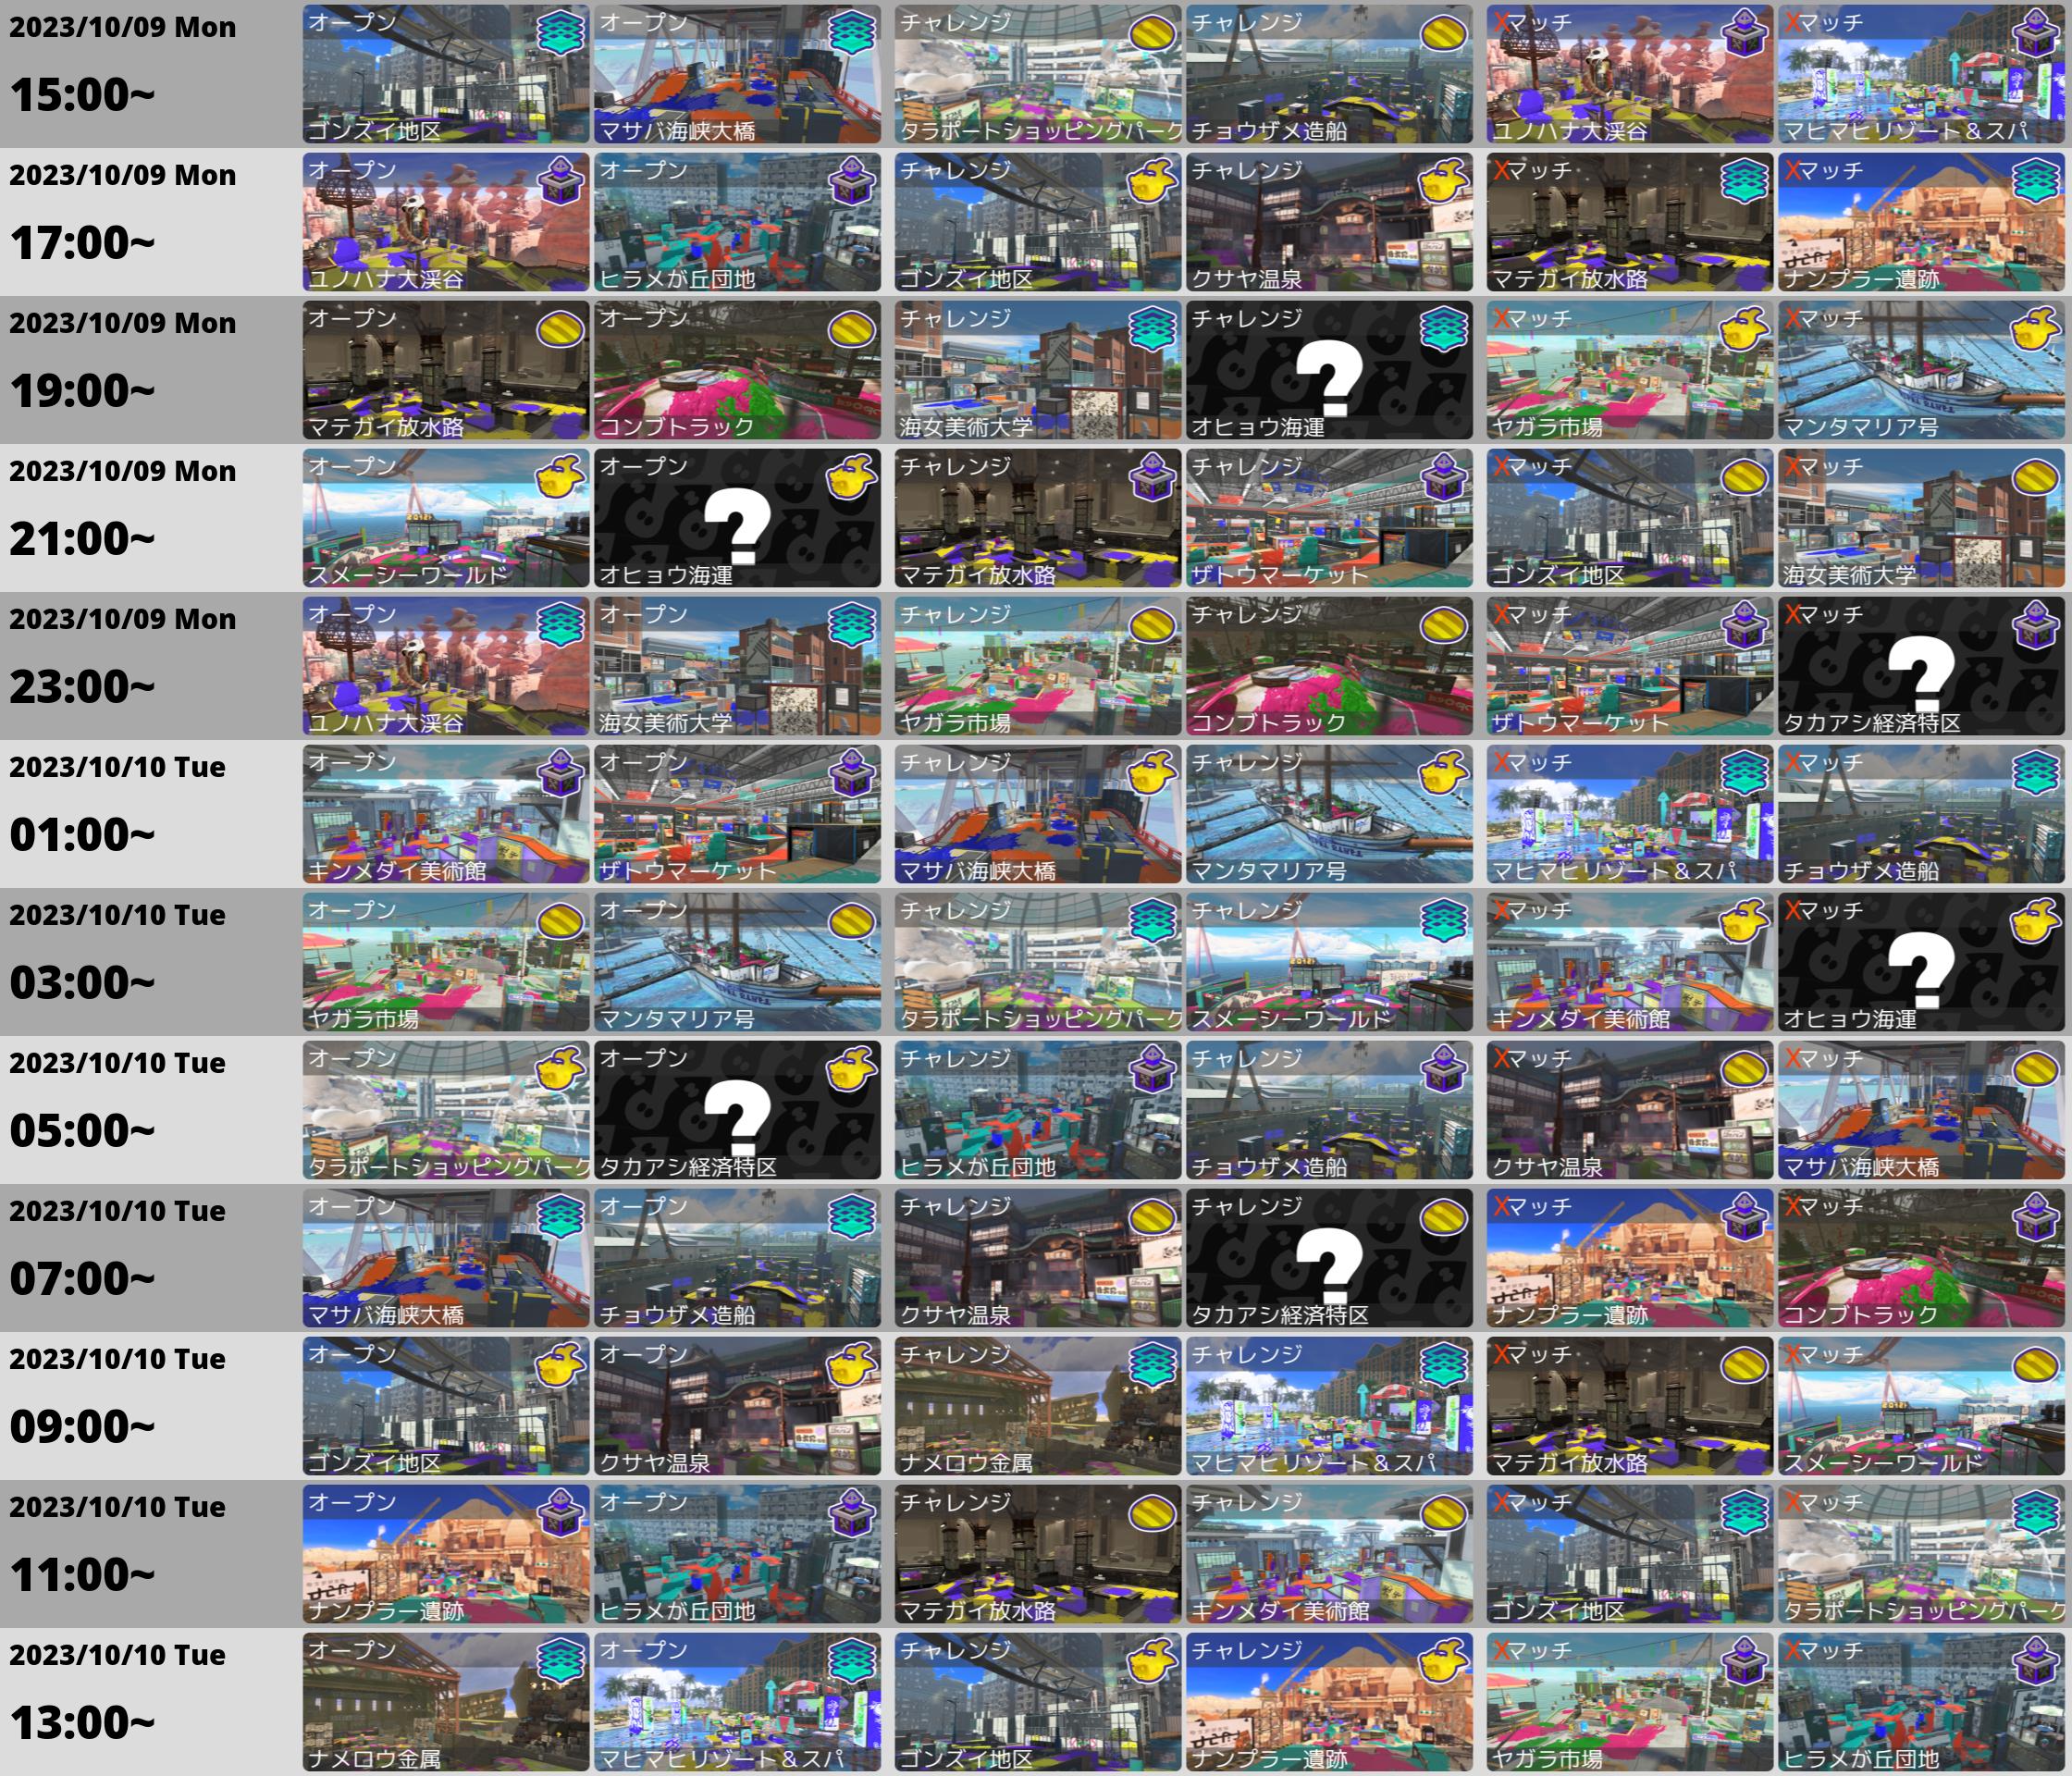 2023/10/09 Mon
15:00~
オープン
ゴンズイ地区
オープン
マサバ海峡大橋
チャレンジ
タラポートショッピングパーク
チャレンジ
チョウザメ造船
Xマッチ
ユノハナ大渓谷
Xマッチ
マヒマヒリゾート&スパ
2023/10/09 Mon
17:00~
オープン
ユノハナ大渓谷
オープン
ヒラメが丘団地
チャレンジ
ゴンズイ地区
チャレンジ
クサヤ温泉
Xマッチ
マテガイ放水路
Xマッチ
ナンプラー遺跡
2023/10/09 Mon
19:00~
オープン
マテガイ放水路
オープン
コンブトラック
チャレンジ
海女美術大学
チャレンジ
?
オヒョウ海運
Xマッチ
ヤガラ市場
Xマッチ
マンタマリア号
2023/10/09 Mon
21:00~
オープン
スメーシーワールド
オープン
?
オヒョウ海運
チャレンジ
マテガイ放水路
チャレンジ
ザトウマーケット
Xマッチ
ゴンズイ地区
Xマッチ
海女美術大学
2023/10/09 Mon
23:00~
オープン
ユノハナ大渓谷
オープン
海女美術大学
チャレンジ
ヤガラ市場
チャレンジ
コンブトラック
Xマッチ
ザトウマーケット
Xマッチ
?
タカアシ経済特区
2023/10/10 Tue
01:00~
オープン
キンメダイ美術館
オープン
ザトウマーケット
チャレンジ
マサバ海峡大橋
チャレンジ
マンタマリア号
Xマッチ
マヒマヒリゾート&スパ
Xマッチ
チョウザメ造船
2023/10/10 Tue
03:00~
オープン
ヤガラ市場
オープン
マンタマリア号
チャレンジ
タラポートショッピングパーク
チャレンジ
スメーシーワールド
Xマッチ
キンメダイ美術館
Xマッチ
?
オヒョウ海運
2023/10/10 Tue
05:00~
オープン
タラポートショッピングパーク
オープン
?
タカアシ経済特区
チャレンジ
ヒラメが丘団地
チャレンジ
チョウザメ造船
Xマッチ
クサヤ温泉
Xマッチ
マサバ海峡大橋
2023/10/10 Tue
07:00~
オープン
マサバ海峡大橋
オープン
チョウザメ造船
チャレンジ
クサヤ温泉
チャレンジ
?
タカアシ経済特区
Xマッチ
ナンプラー遺跡
Xマッチ
コンブトラック
2023/10/10 Tue
09:00~
オープン
ゴンズイ地区
オープン
クサヤ温泉
チャレンジ
ナメロウ金属
チャレンジ
マヒマヒリゾート&スパ
Xマッチ
マテガイ放水路
Xマッチ
スメーシーワールド
2023/10/10 Tue
11:00~
オープン
ナンプラー遺跡
オープン
ヒラメが丘団地
チャレンジ
マテガイ放水路
チャレンジ
キンメダイ美術館
Xマッチ
ゴンズイ地区
Xマッチ
タラポートショッピングパーク
2023/10/10 Tue
13:00~
オープン
ナメロウ金属
オープン
マヒマヒリゾート&スパ
チャレンジ
ゴンズイ地区
チャレンジ
ナンプラー遺跡
Xマッチ
ヤガラ市場
Xマッチ
ヒラメが丘団地